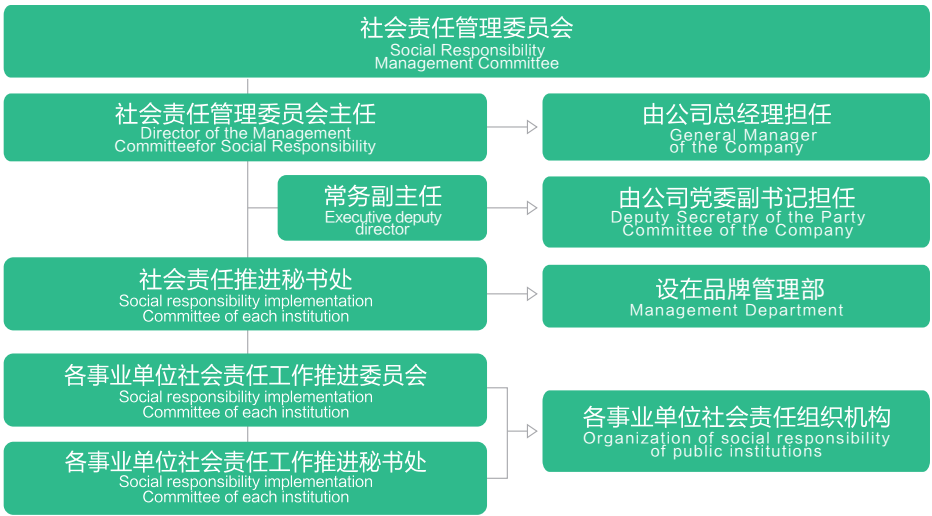 社会责任管理委员会
Social Responsibility
Management Committee
社会责任管理委员会主任
Director of the Management
Committeefor Social Responsibility
由公司总经理担任
General Manager
of the Company
常务副主任
Executive deputy
director
由公司党委副书记担任
Deputy Secretary of the Party
Committee of the Company
社会责任推进秘书处
Social responsibility implementation
Committee of each institution
设在品牌管理部
Management Department
各事业单位社会责任工作推进委员会
Social responsibility implementation
Committee of each institution
各事业单位社会责任组织机构
Organization of social responsibility
of public institutions
各事业单位社会责任工作推进秘书处
Social responsibility implementation
Committee of each institution